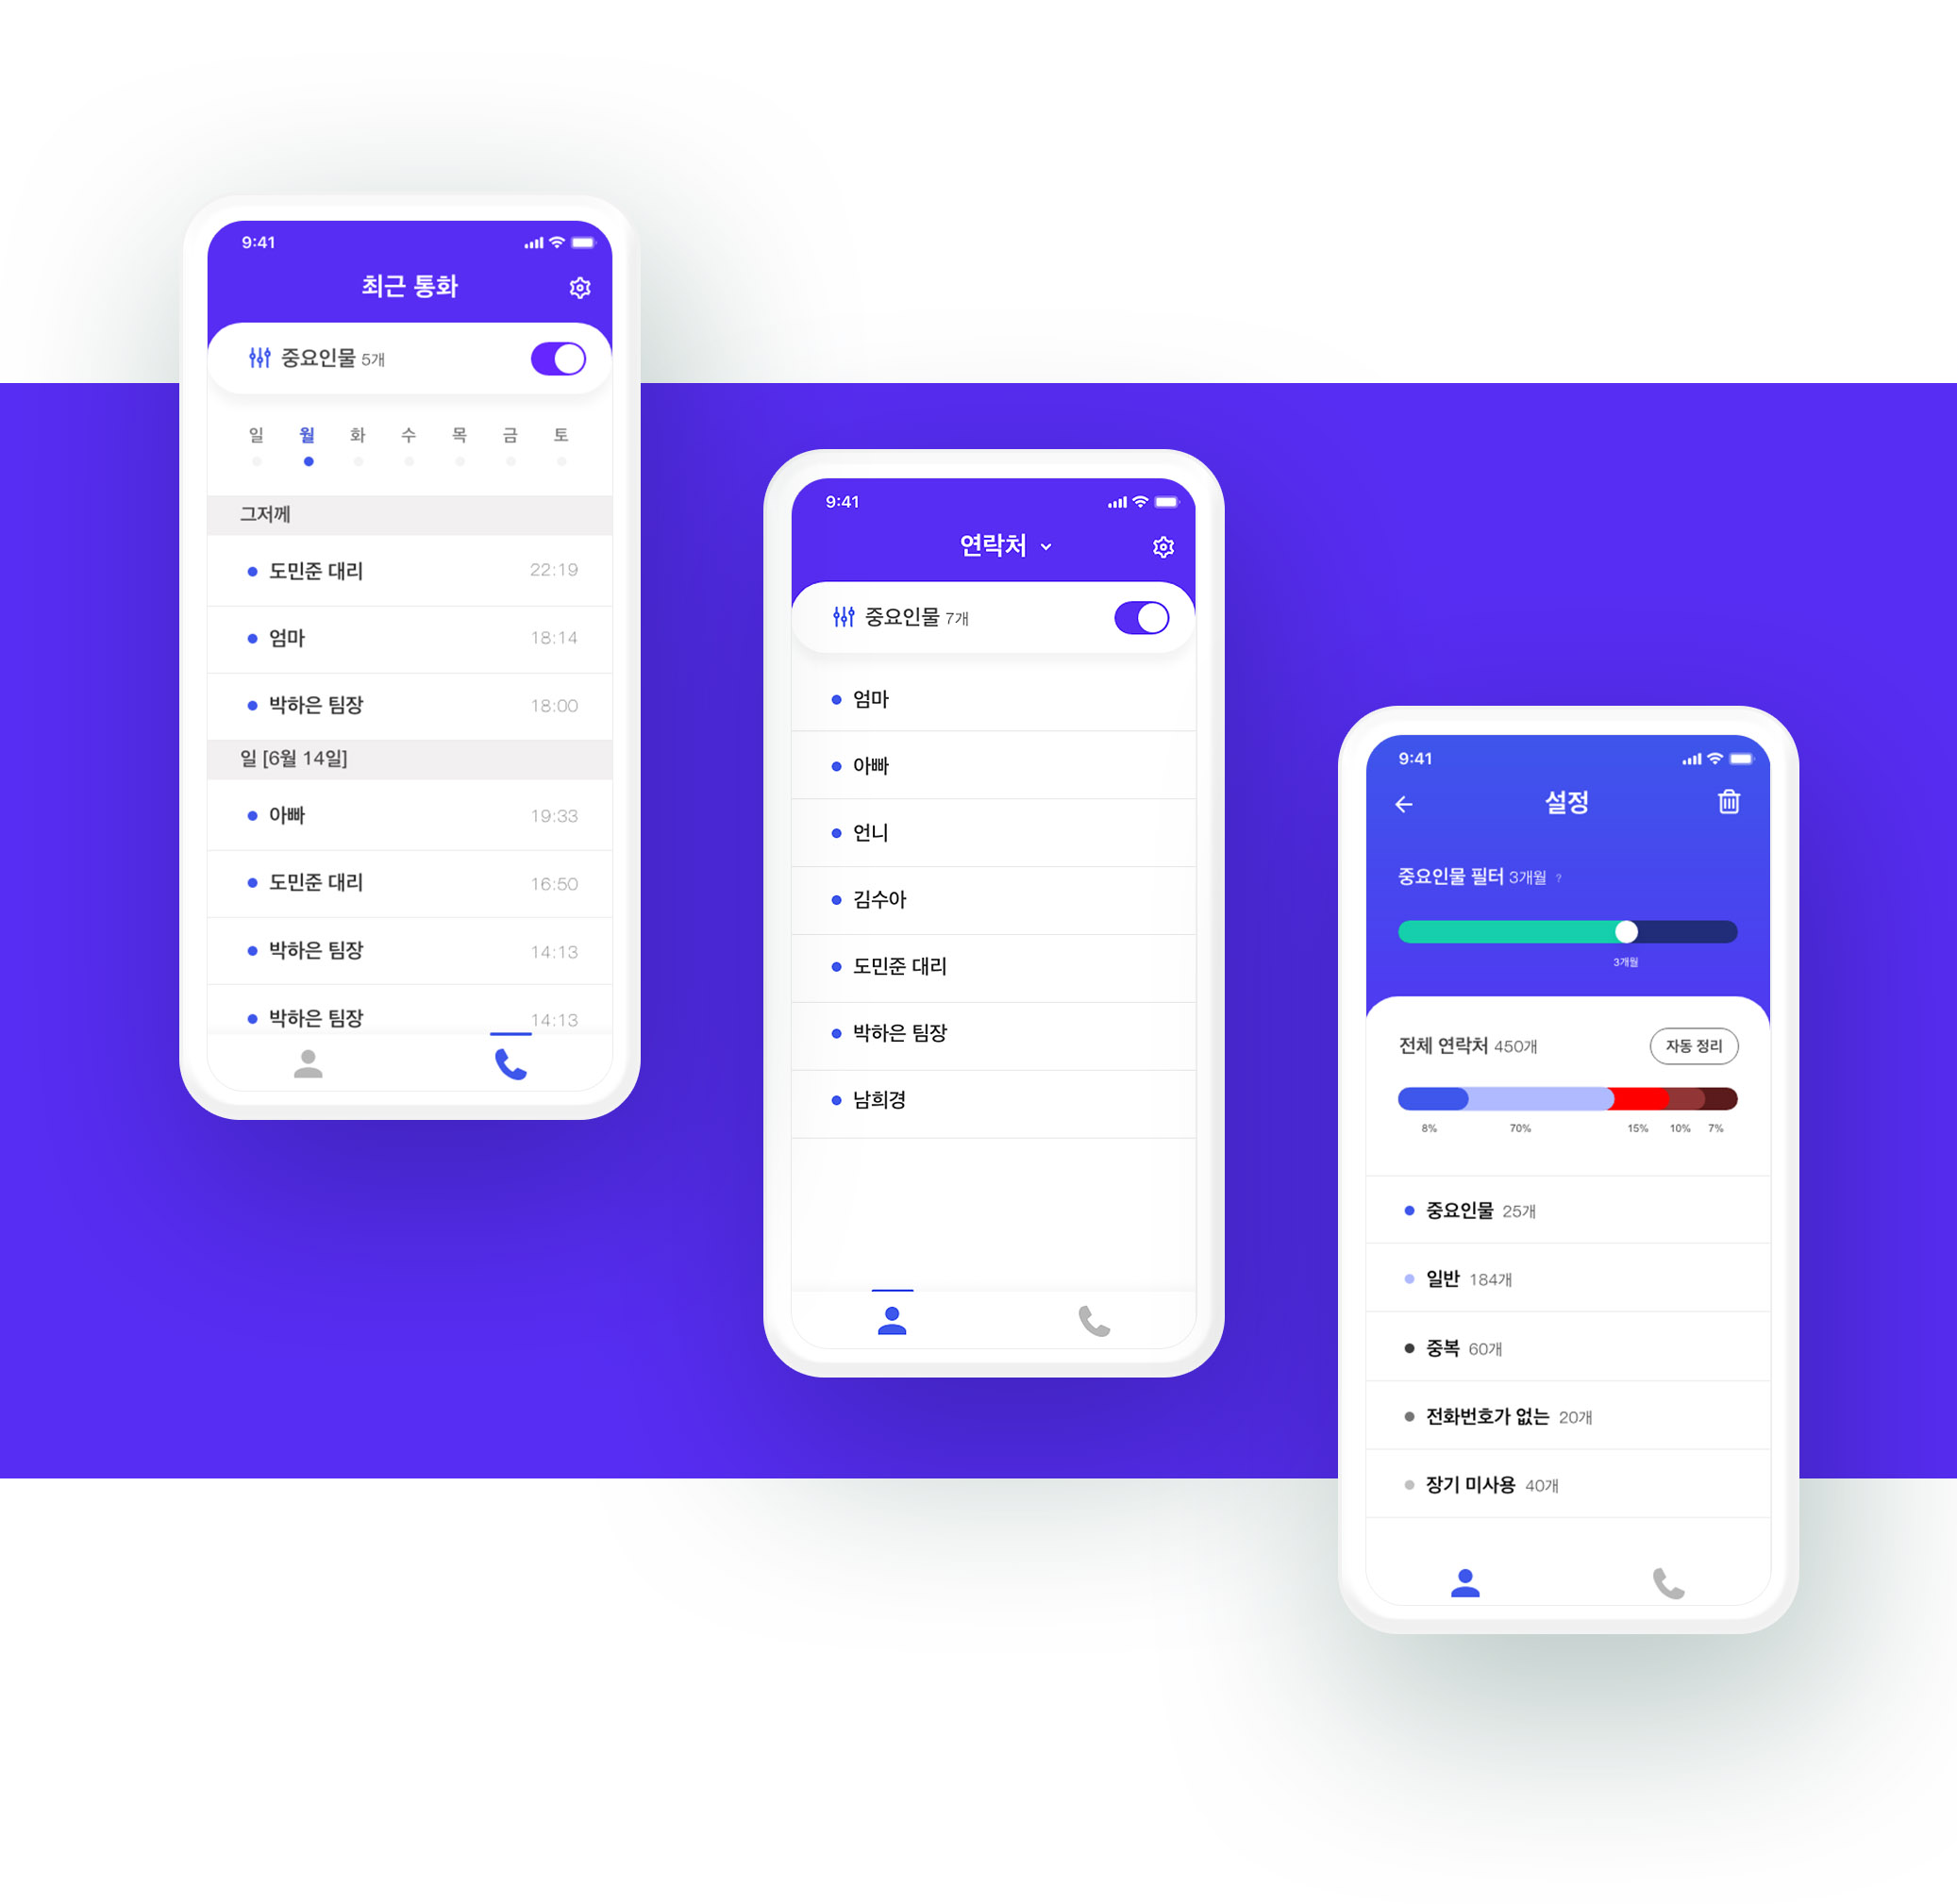 9:41
최근 통화
중요인물 5개
일 월 화 수 목 금 토
그저께
도민준 대리 22:19
엄마 18:14
박하은 팀장 18:00
일 [6월 14일]
아빠 19:33
도민준 대리 16:50
박하은 팀장 14:13
박하은 팀장 14:13
9:41
연락처
중요인물 7개
엄마
아빠
언니
김수아
도민준 대리
박하은 팀장
남희경
9:41
설정
중요인물 필터 3개월 ?
3개월
전체 연락처 450개 자동 정리
8% 70% 15% 10% 7%
중요인물 25개
일반 184개
중복 60개
전화번호가 없는 20개
장기 미사용 40개